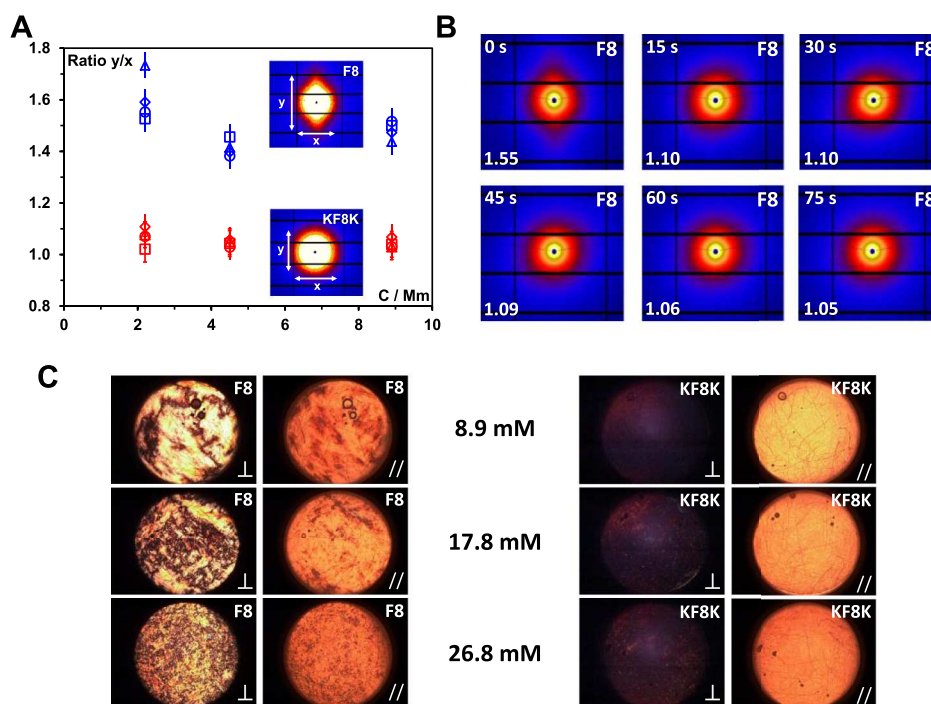 A
Ratio y/x
1.8
1.6
1.4
1.2
1.0
0.8
0
2
4
6
8
10
C / Mm
F8
y
x
KF8K
y
x
B
0 s
F8
1.55
15 s
F8
1.10
30 s
F8
1.10
45 s
F8
1.09
60 s
F8
1.06
75 s
F8
1.05
C
F8
⊥
F8
//
8.9 mM
KF8K
⊥
KF8K
//
F8
⊥
F8
//
17.8 mM
KF8K
⊥
KF8K
//
F8
⊥
F8
//
26.8 mM
KF8K
⊥
KF8K
//